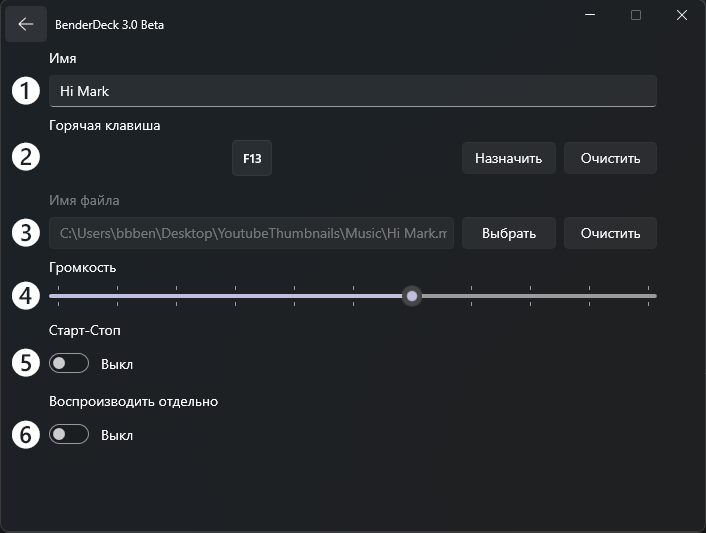 BenderDeck 3.0 Beta
Имя
1 Hi Mark
Горячая клавиша
2 F13 Назначить Очистить
Имя файла
3 C:\Users\bbben\Desktop\YoutubeThumbnails\Music\Hi Mark.m Выбрать Очистить
Громкость
4
Старт-Стоп
5 Выкл
Воспроизводить отдельно
6 Выкл